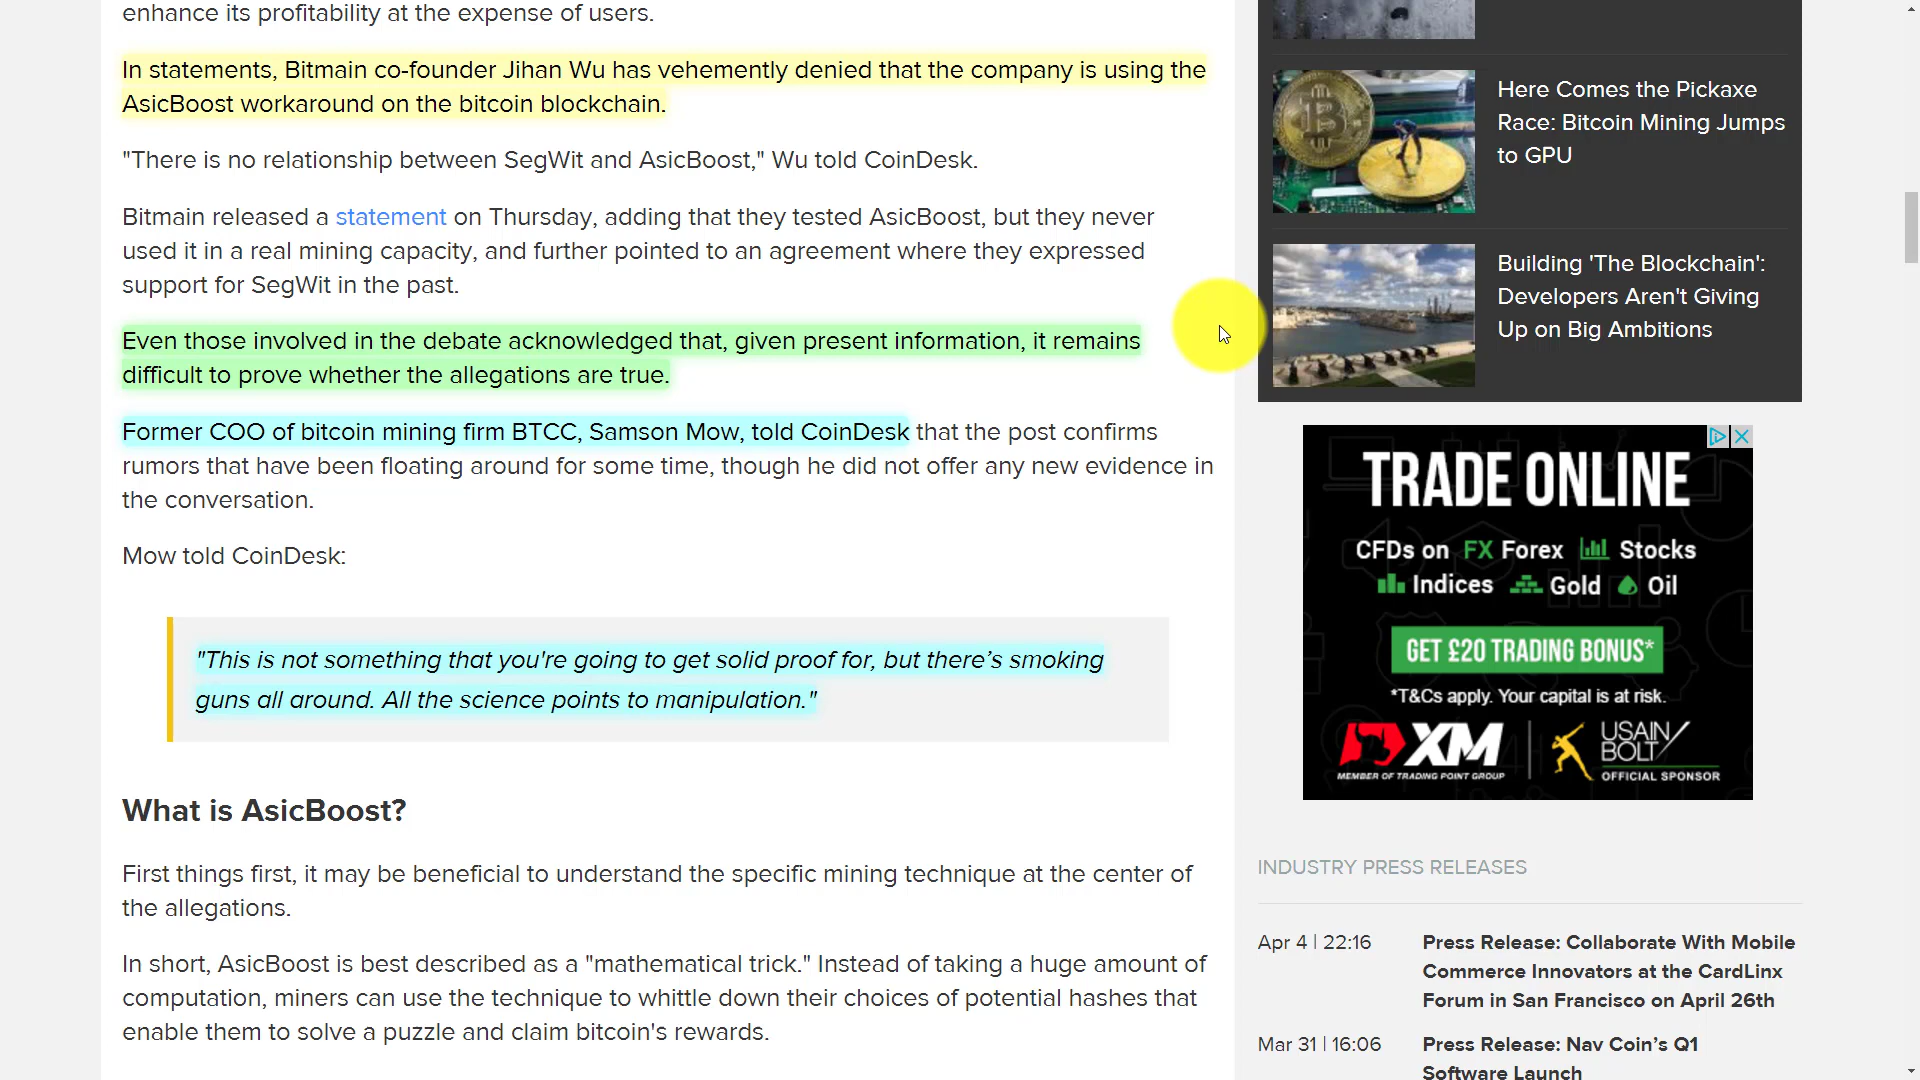 enhance its profitability at the expense of users.
In statements, Bitmain co-founder Jihan Wu has vehemently denied that the company is using the
AsicBoost workaround on the bitcoin blockchain.
"There is no relationship between SegWit and AsicBoost," Wu told CoinDesk.
Bitmain released a statement on Thursday, adding that they tested AsicBoost, but they never
used it in a real mining capacity, and further pointed to an agreement where they expressed
support for SegWit in the past.
Even those involved in the debate acknowledged that, given present information, it remains
difficult to prove whether the allegations are true.
Former COO of bitcoin mining firm BTCC, Samson Mow, told CoinDesk that the post confirms
rumors that have been floating around for some time, though he did not offer any new evidence in
the conversation.
Mow told CoinDesk:
"This is not something that you're going to get solid proof for, but there’s smoking
guns all around. All the science points to manipulation."
What is AsicBoost?
First things first, it may be beneficial to understand the specific mining technique at the center of
the allegations.
In short, AsicBoost is best described as a "mathematical trick." Instead of taking a huge amount of
computation, miners can use the technique to whittle down their choices of potential hashes that
enable them to solve a puzzle and claim bitcoin's rewards.
Here Comes the Pickaxe
Race: Bitcoin Mining Jumps
to GPU
Building 'The Blockchain':
Developers Aren't Giving
Up on Big Ambitions
TRADE ONLINE
CFDs on FX Forex Stocks
Indices Gold Oil
GET £20 TRADING BONUS*
*T&Cs apply. Your capital is at risk.
XM
MEMBER OF TRADING POINT GROUP
USAIN
BOLT
OFFICIAL SPONSOR
INDUSTRY PRESS RELEASES
Apr 4 | 22:16 Press Release: Collaborate With Mobile
Commerce Innovators at the CardLinx
Forum in San Francisco on April 26th
Mar 31 | 16:06 Press Release: Nav Coin’s Q1
Software Launch